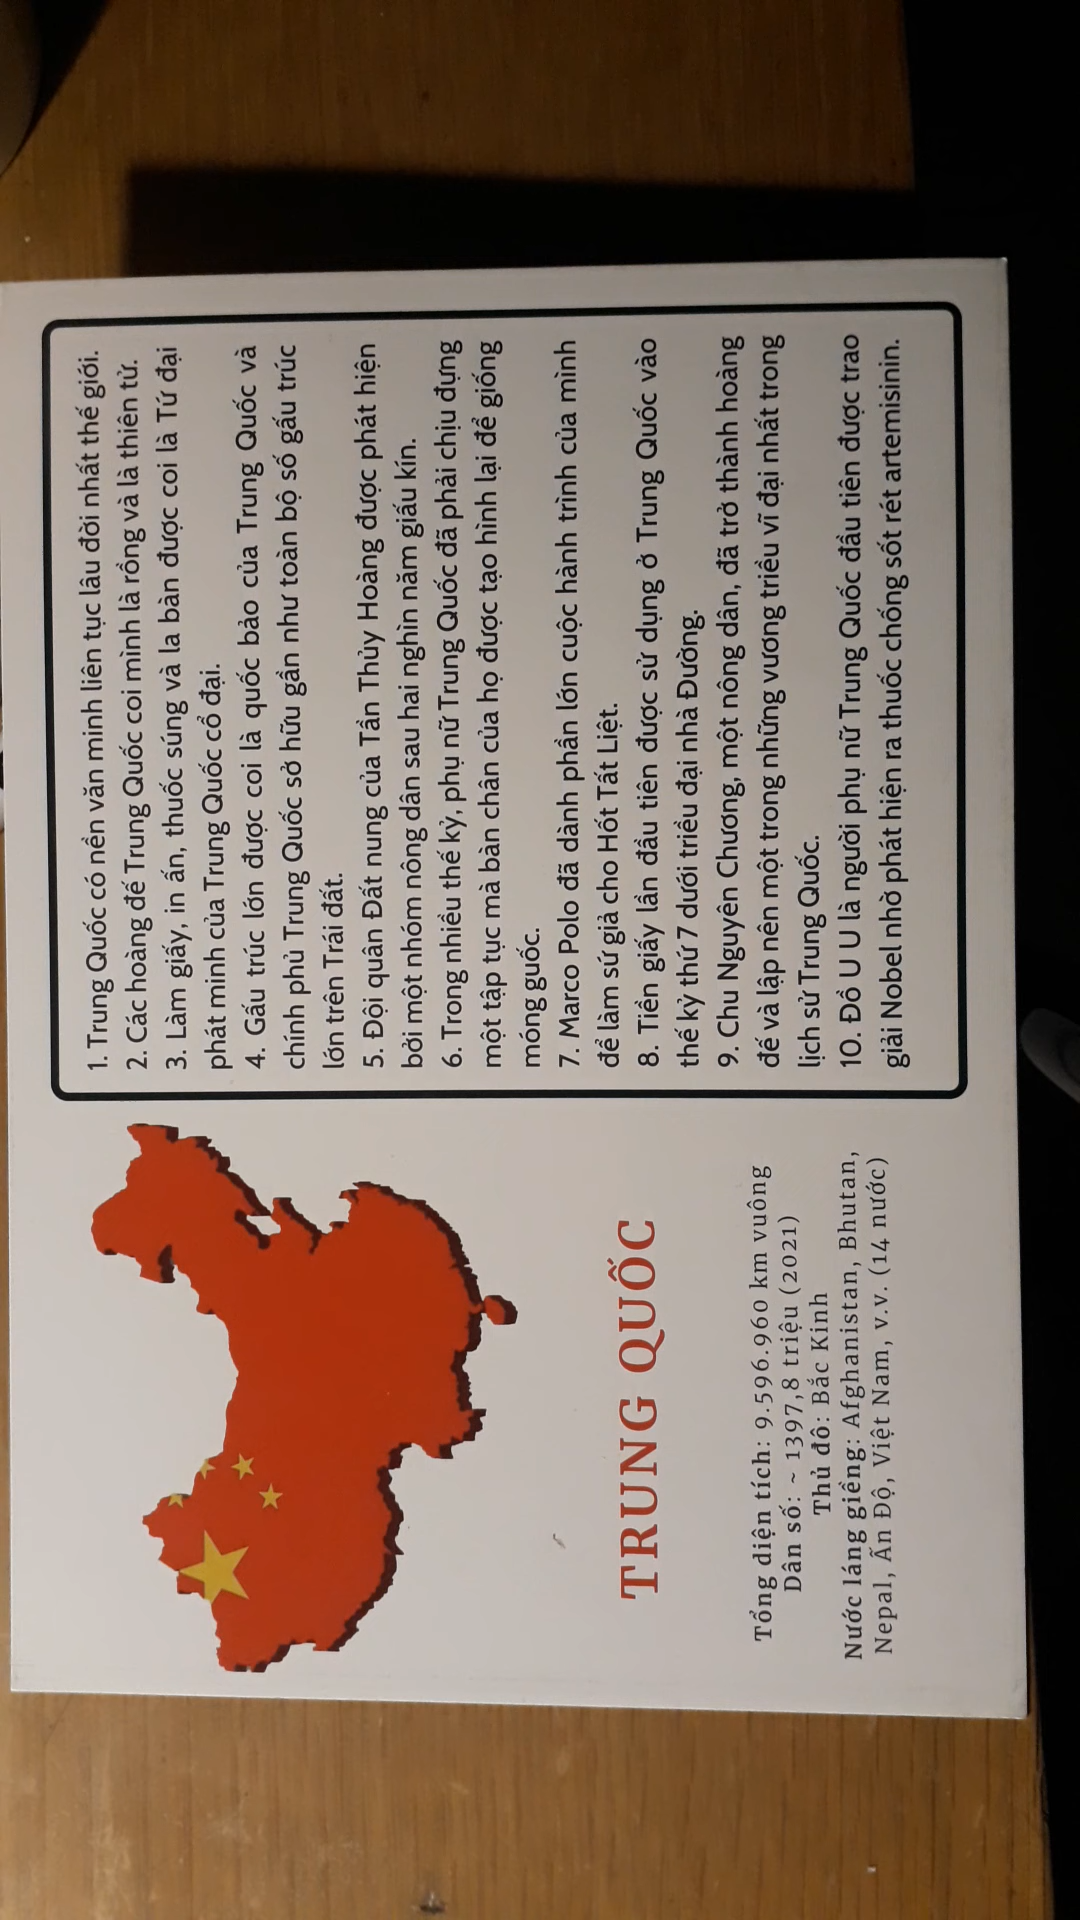 TRUNG QUỐC
Tổng diện tích: 9.596.960 km vuông
Dân số: ~ 1397,8 triệu (2021)
Thủ đô: Bắc Kinh
Nước láng giềng: Afghanistan, Bhutan,
Nepal, Ấn Độ, Việt Nam, v.v. (14 nước)
1. Trung Quốc có nền văn minh liên tục lâu đời nhất thế giới.
2. Các hoàng đế Trung Quốc coi mình là rồng và là thiên tử.
3. Làm giấy, in ấn, thuốc súng và la bàn được coi là Tứ đại
phát minh của Trung Quốc cổ đại.
4. Gấu trúc lớn được coi là quốc bảo của Trung Quốc và
chính phủ Trung Quốc sở hữu gần như toàn bộ số gấu trúc
lớn trên Trái đất.
5. Đội quân Đất nung của Tần Thủy Hoàng được phát hiện
bởi một nhóm nông dân sau hai nghìn năm giấu kín.
6. Trong nhiều thế kỷ, phụ nữ Trung Quốc đã phải chịu đựng
một tập tục mà bàn chân của họ được tạo hình lại để giống
móng guốc.
7. Marco Polo đã dành phần lớn cuộc hành trình của mình
để làm sứ giả cho Hốt Tất Liệt.
8. Tiền giấy lần đầu tiên được sử dụng ở Trung Quốc vào
thế kỷ thứ 7 dưới triều đại nhà Đường.
9. Chu Nguyên Chương, một nông dân, đã trở thành hoàng
đế và lập nên một trong những vương triều vĩ đại nhất trong
lịch sử Trung Quốc.
10. Đồ U U là người phụ nữ Trung Quốc đầu tiên được trao
giải Nobel nhờ phát hiện ra thuốc chống sốt rét artemisinin.